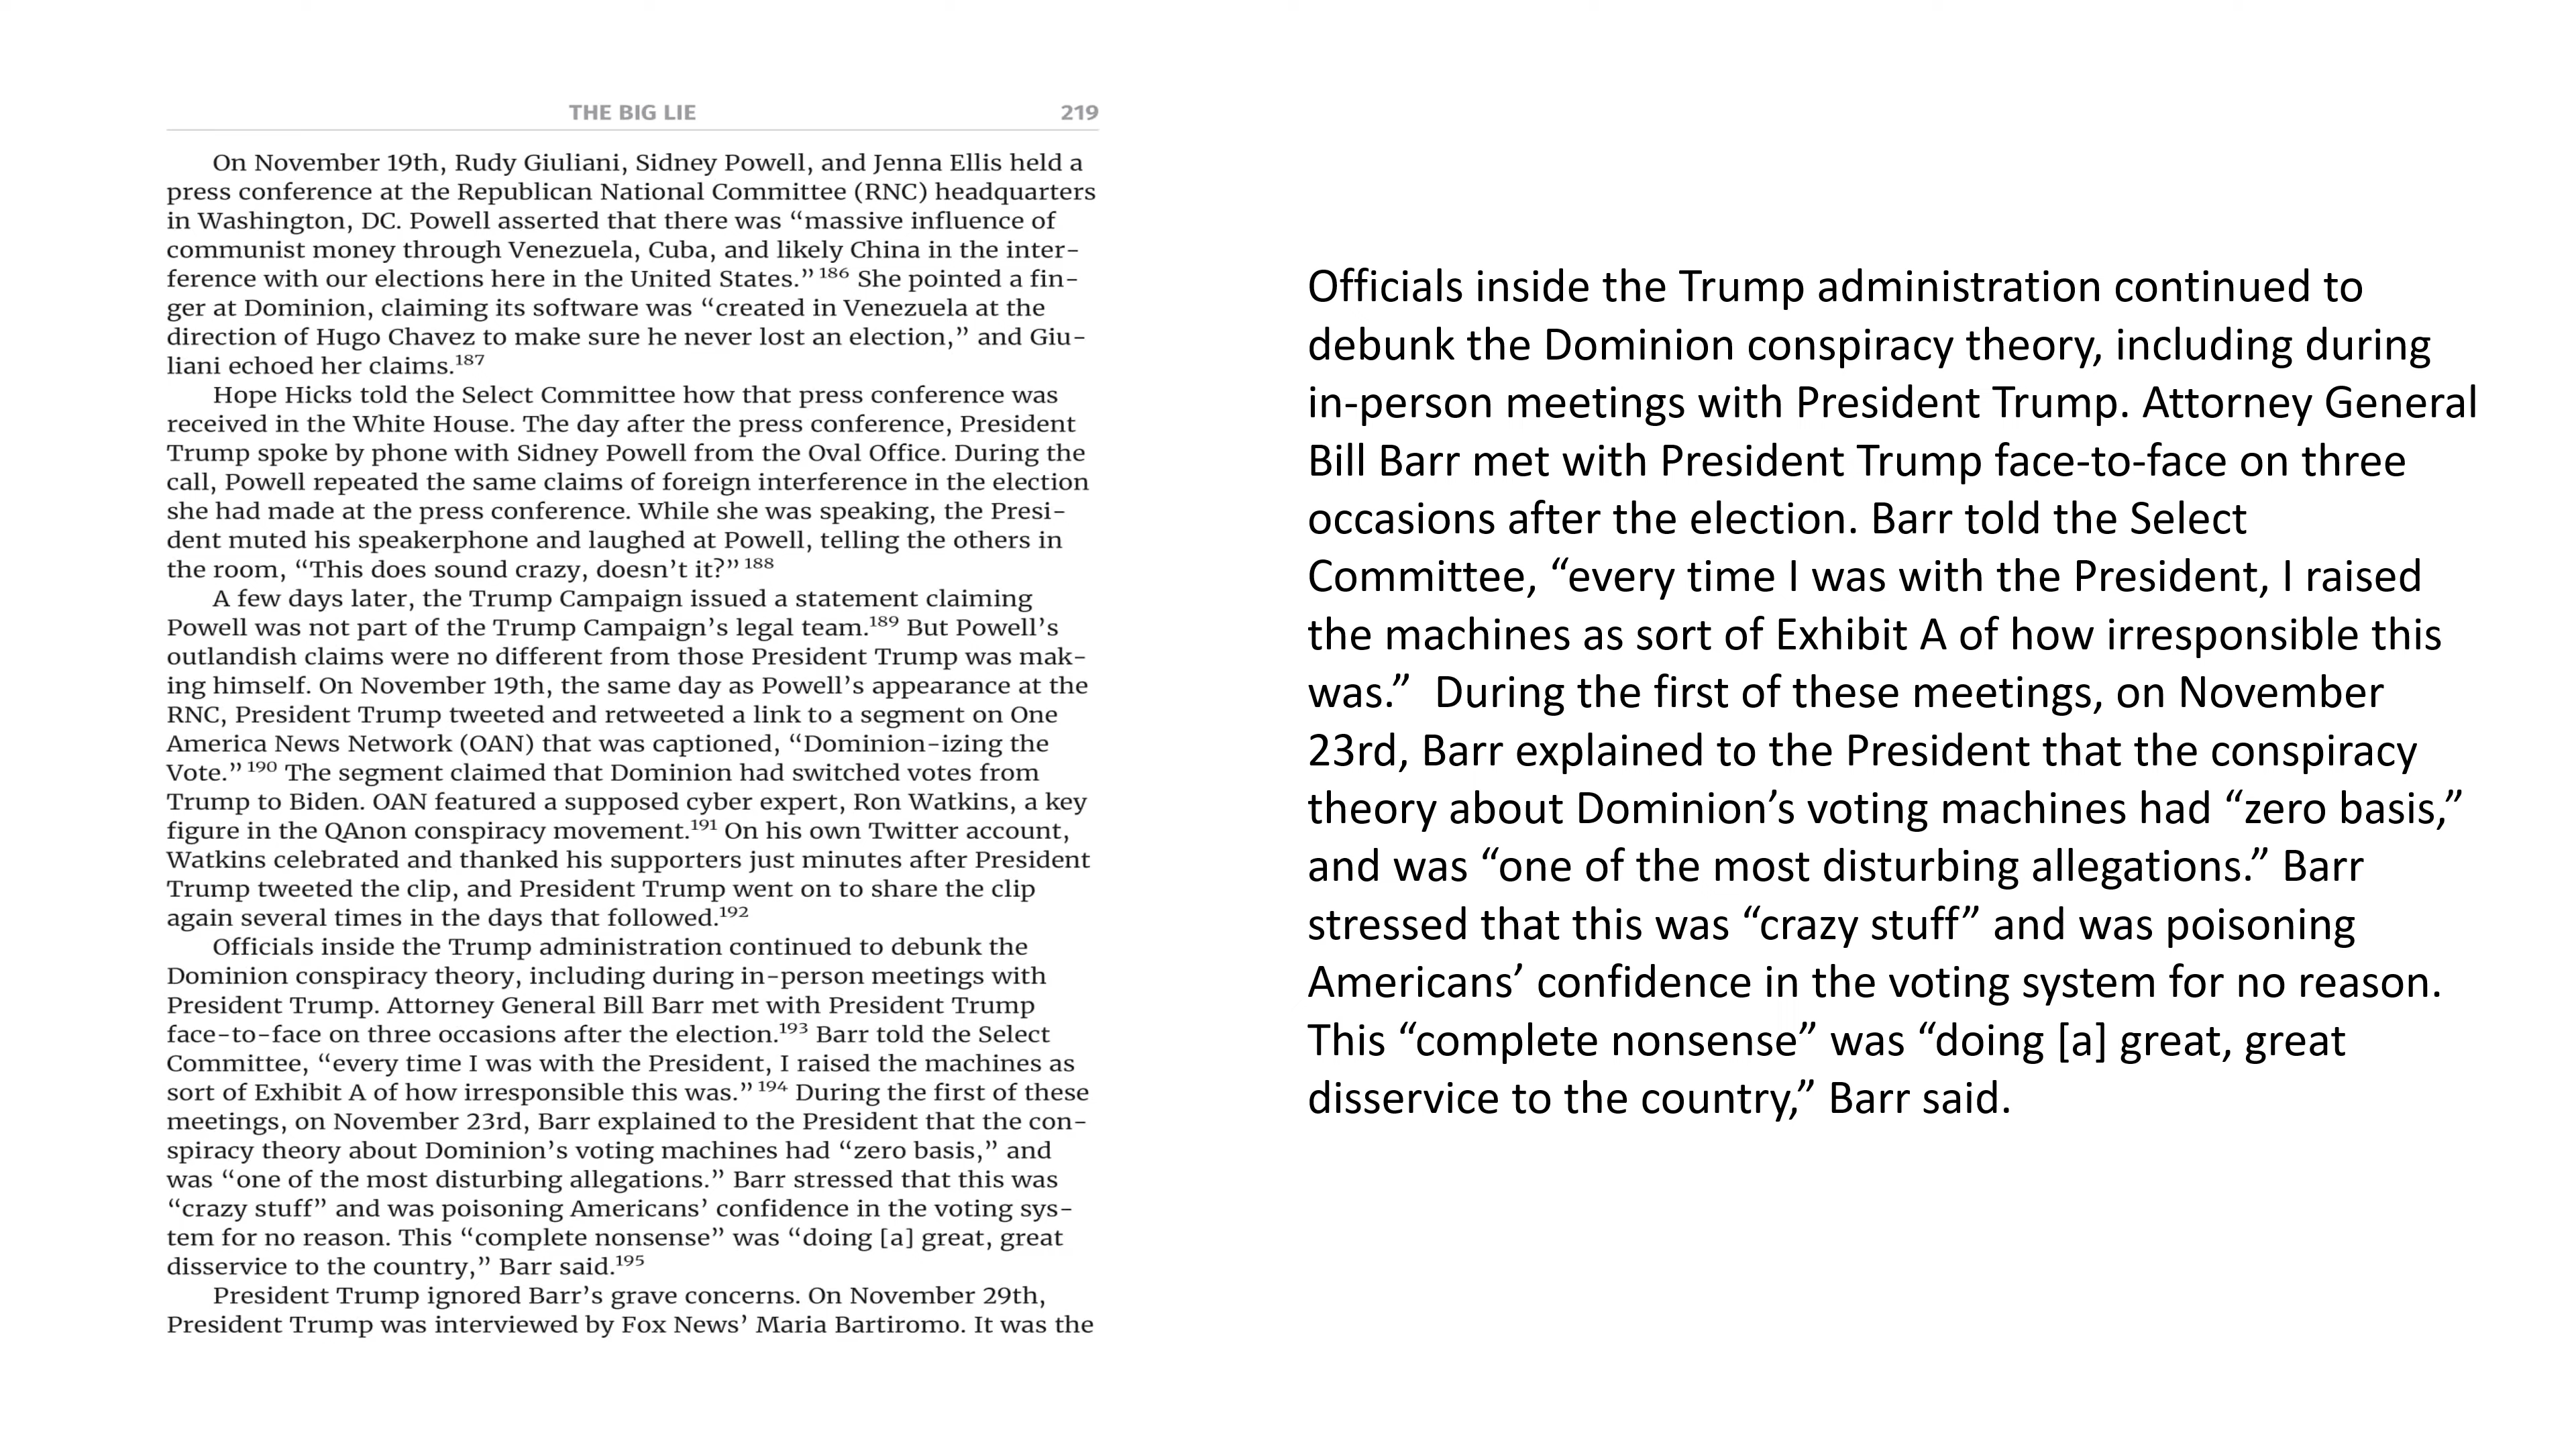 THE BIG LIE 219
On November 19th, Rudy Giuliani, Sidney Powell, and Jenna Ellis held a
press conference at the Republican National Committee (RNC) headquarters
in Washington, DC. Powell asserted that there was “massive influence of
communist money through Venezuela, Cuba, and likely China in the inter-
ference with our elections here in the United States.” 186 She pointed a fin-
ger at Dominion, claiming its software was “created in Venezuela at the
direction of Hugo Chavez to make sure he never lost an election,” and Giu-
liani echoed her claims.187
Hope Hicks told the Select Committee how that press conference was
received in the White House. The day after the press conference, President
Trump spoke by phone with Sidney Powell from the Oval Office. During the
call, Powell repeated the same claims of foreign interference in the election
she had made at the press conference. While she was speaking, the Presi-
dent muted his speakerphone and laughed at Powell, telling the others in
the room, “This does sound crazy, doesn’t it?” 188
A few days later, the Trump Campaign issued a statement claiming
Powell was not part of the Trump Campaign’s legal team.189 But Powell’s
outlandish claims were no different from those President Trump was mak-
ing himself. On November 19th, the same day as Powell’s appearance at the
RNC, President Trump tweeted and retweeted a link to a segment on One
America News Network (OAN) that was captioned, “Dominion-izing the
Vote.” 190 The segment claimed that Dominion had switched votes from
Trump to Biden. OAN featured a supposed cyber expert, Ron Watkins, a key
figure in the QAnon conspiracy movement.191 On his own Twitter account,
Watkins celebrated and thanked his supporters just minutes after President
Trump tweeted the clip, and President Trump went on to share the clip
again several times in the days that followed.192
Officials inside the Trump administration continued to debunk the
Dominion conspiracy theory, including during in-person meetings with
President Trump. Attorney General Bill Barr met with President Trump
face-to-face on three occasions after the election.193 Barr told the Select
Committee, “every time I was with the President, I raised the machines as
sort of Exhibit A of how irresponsible this was.” 194 During the first of these
meetings, on November 23rd, Barr explained to the President that the con-
spiracy theory about Dominion’s voting machines had “zero basis,” and
was “one of the most disturbing allegations.” Barr stressed that this was
“crazy stuff” and was poisoning Americans’ confidence in the voting sys-
tem for no reason. This “complete nonsense” was “doing [a] great, great
disservice to the country,” Barr said.195
President Trump ignored Barr’s grave concerns. On November 29th,
President Trump was interviewed by Fox News’ Maria Bartiromo. It was the
Officials inside the Trump administration continued to
debunk the Dominion conspiracy theory, including during
in-person meetings with President Trump. Attorney General
Bill Barr met with President Trump face-to-face on three
occasions after the election. Barr told the Select
Committee, “every time I was with the President, I raised
the machines as sort of Exhibit A of how irresponsible this
was.”  During the first of these meetings, on November
23rd, Barr explained to the President that the conspiracy
theory about Dominion’s voting machines had “zero basis,”
and was “one of the most disturbing allegations.” Barr
stressed that this was “crazy stuff” and was poisoning
Americans’ confidence in the voting system for no reason.
This “complete nonsense” was “doing [a] great, great
disservice to the country,” Barr said.